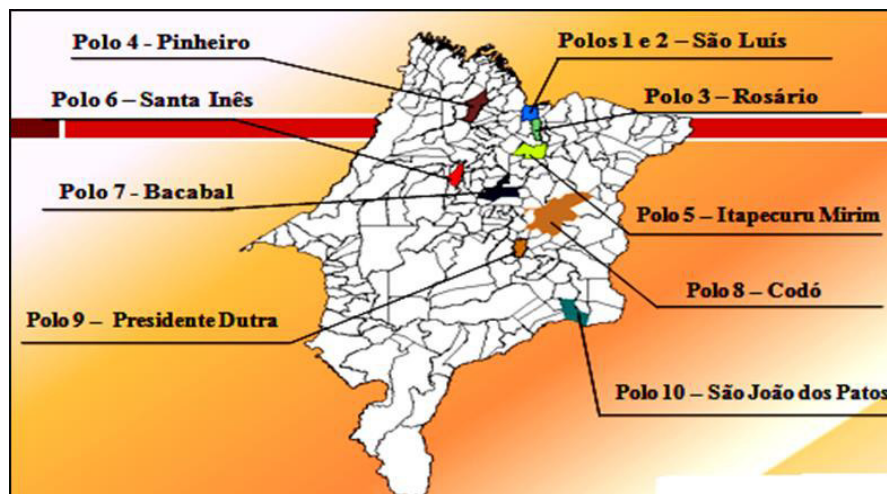 Polo 4 - Pinheiro
Polos 1 e 2 – São Luís
Polo 6 – Santa Inês
Polo 3 – Rosário
Polo 7 - Bacabal
Polo 5 – Itapecuru Mirim
Polo 8 – Codó
Polo 9 – Presidente Dutra
Polo 10 – São João dos Patos